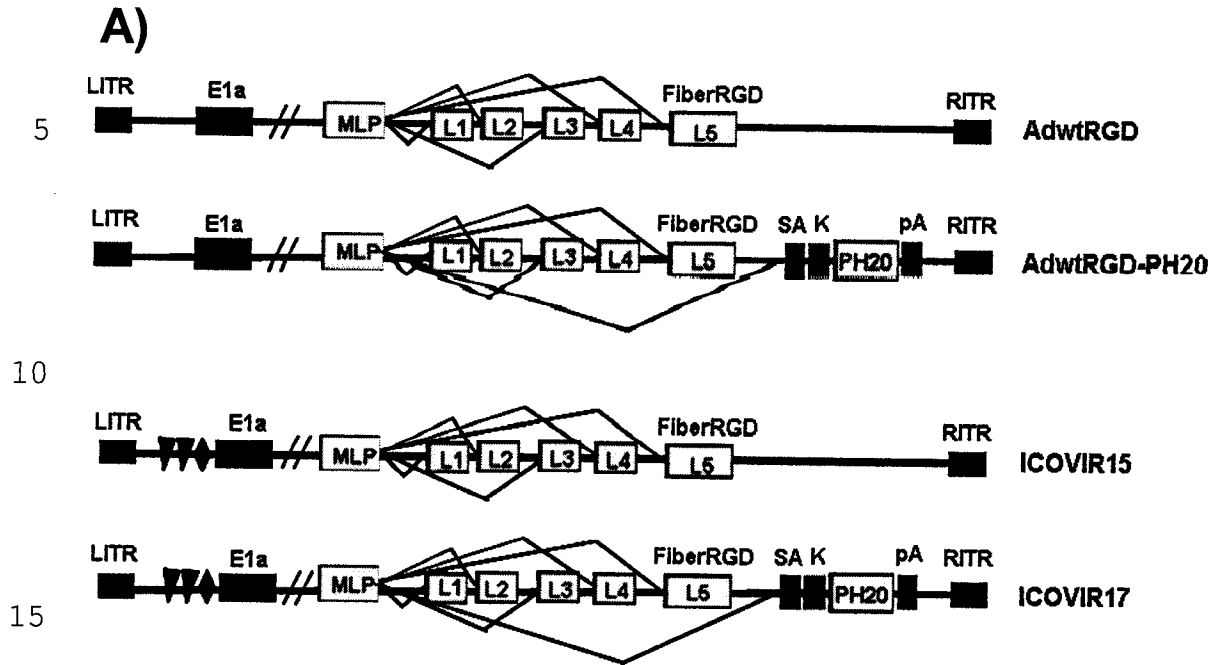 A)
LITR E1a FiberRGD RITR
5 MLP L1 L2 L3 L4 L5 AdwtRGD
LITR E1a FiberRGD SA K pA RITR
MLP L1 L2 L3 L4 L5 PH20 AdwtRGD-PH20
10
LITR E1a FiberRGD RITR
MLP L1 L2 L3 L4 L5 ICOVIR15
LITR E1a FiberRGD SA K pA RITR
MLP L1 L2 L3 L4 L5 PH20 ICOVIR17
15